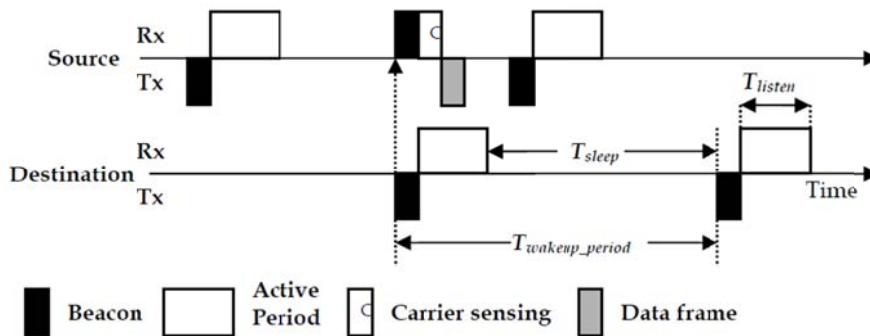 Rx
Source
Tx
T_listen
Rx
T_sleep
Destination
Tx
Time
T_wakeup_period
Beacon
Active
Period
C
Carrier sensing
Data frame